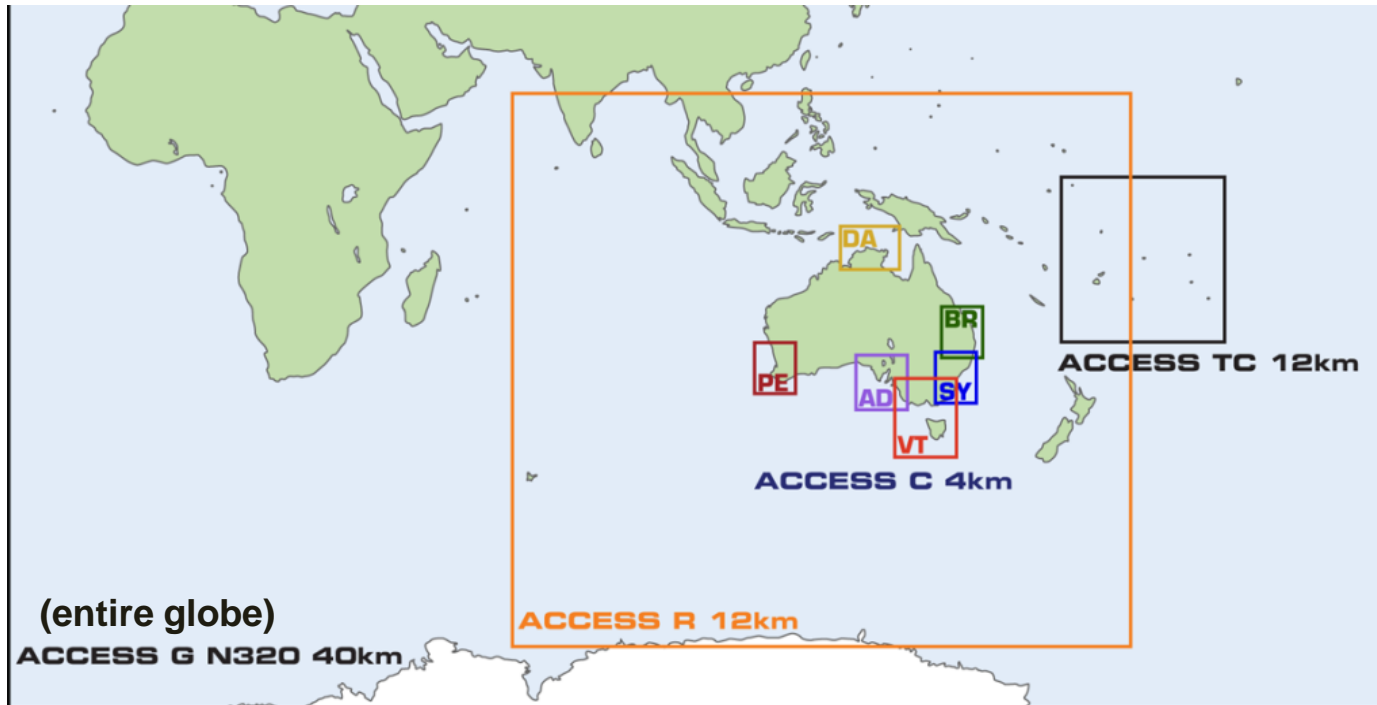 DA
BR
ACCESS TC 12km
PE
AD
SY
VT
ACCESS C 4km
(entire globe)
ACCESS R 12km
ACCESS G N320 40km